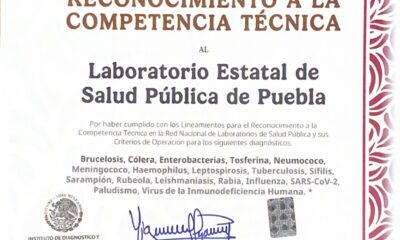 RECONOCIMIENTO A LA
COMPETENCIA TÉCNICA
AL
Laboratorio Estatal de
Salud Pública de Puebla
Por haber cumplido con los Lineamientos para el Reconocimiento a la
Competencia Técnica en la Red Nacional de Laboratorios de Salud Pública y sus
Criterios de Operación para los siguientes diagnósticos:
Brucelosis, Cólera, Enterobacterias, Tosferina, Neumococo,
Meningococo, Haemophilus, Leptospirosis, Tuberculosis, Sífilis,
Sarampión, Rubeola, Leishmaniasis, Rabia, Influenza, SARS-CoV-2,
Paludismo, Virus de la Inmunodeficiencia Humana. *
INSTITUTO DE DIAGNÓSTICO Y